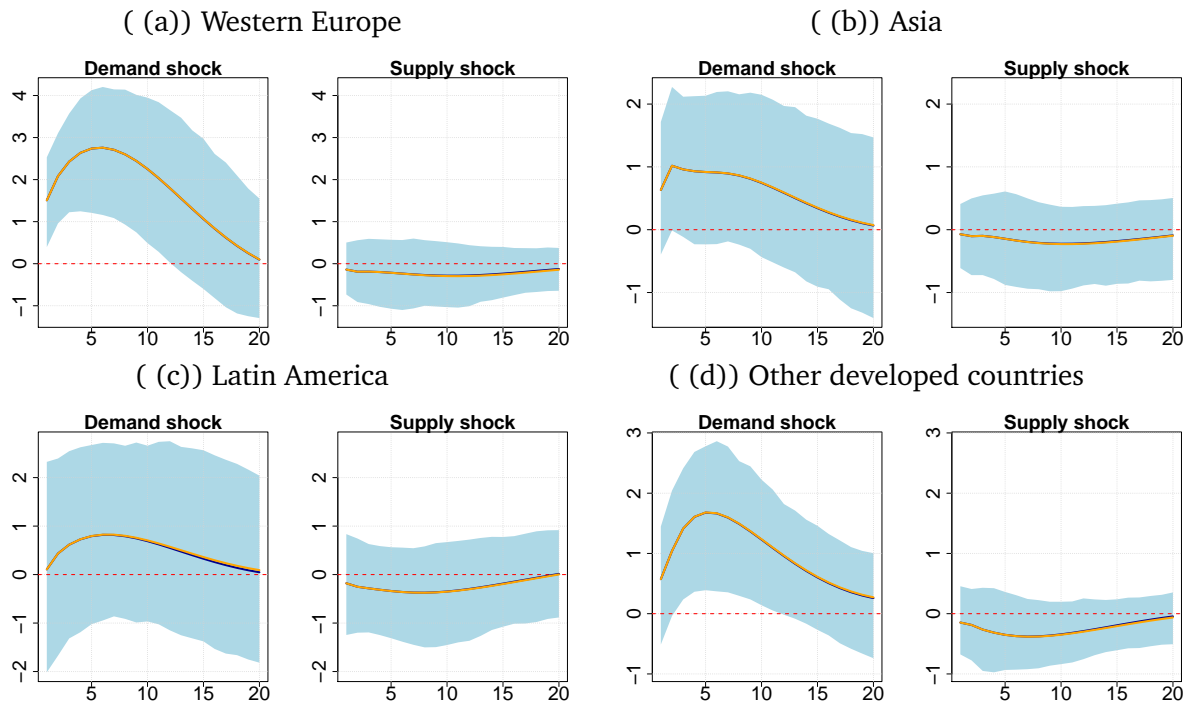 ( (a)) Western Europe
( (b)) Asia
Demand shock
Supply shock
Demand shock
Supply shock
4
3
2
1
0
−1
4
3
2
1
0
−1
2
1
0
−1
2
1
0
−1
5 10 15 20
5 10 15 20
5 10 15 20
5 10 15 20
( (c)) Latin America
( (d)) Other developed countries
Demand shock
Supply shock
Demand shock
Supply shock
2
1
0
−1
−2
2
1
0
−1
−2
3
2
1
0
−1
3
2
1
0
−1
5 10 15 20
5 10 15 20
5 10 15 20
5 10 15 20